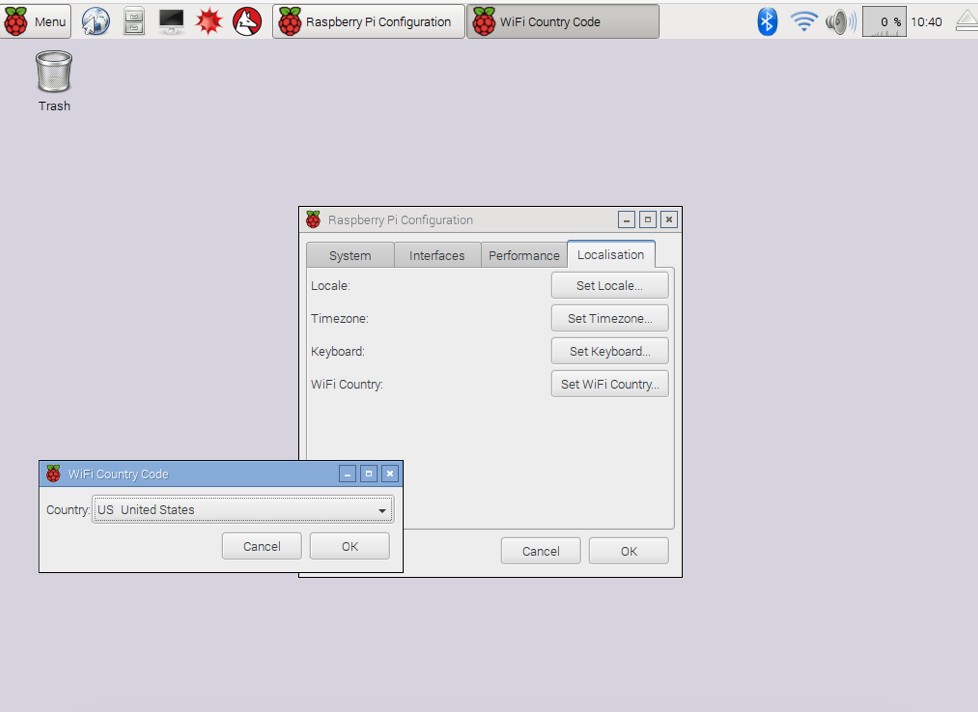 Menu Raspberry Pi Configuration WiFi Country Code 0 % 10:40
Trash
Raspberry Pi Configuration
System Interfaces Performance Localisation
Locale: Set Locale...
Timezone: Set Timezone...
Keyboard: Set Keyboard...
WiFi Country: Set WiFi Country...
WiFi Country Code
Country: US United States
Cancel OK
Cancel OK